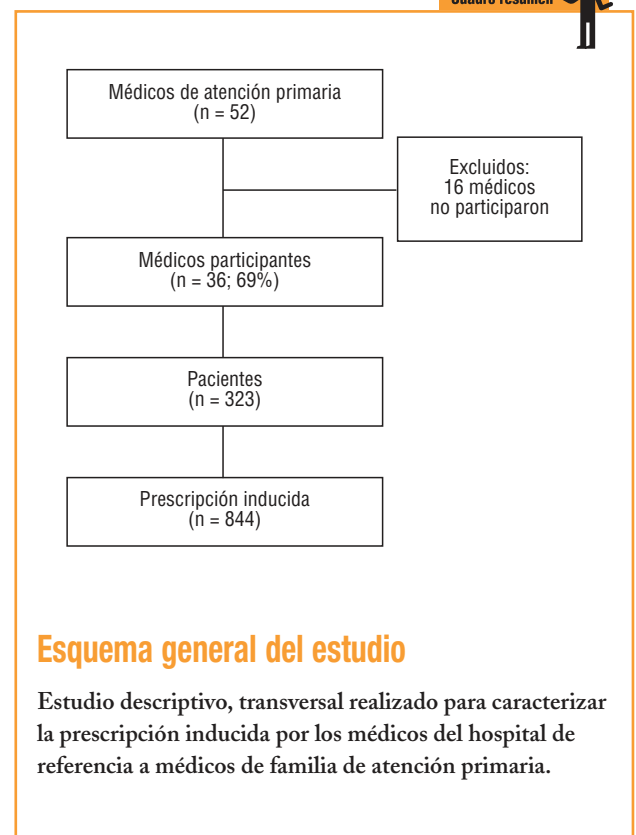 Cuadro resumen
Médicos de atención primaria
(n = 52)
Excluidos:
16 médicos
no participaron
Médicos participantes
(n = 36; 69%)
Pacientes
(n = 323)
Prescripción inducida
(n = 844)
Esquema general del estudio
Estudio descriptivo, transversal realizado para caracterizar
la prescripción inducida por los médicos del hospital de
referencia a médicos de familia de atención primaria.